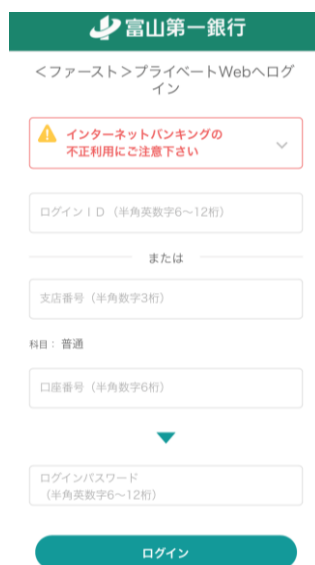 富山第一銀行
＜ファースト＞プライベートWebへログ
イン
インターネットバンキングの
不正利用にご注意下さい
ログインＩＤ（半角英数字6～12桁）
または
支店番号（半角数字3桁）
科目： 普通
口座番号（半角数字6桁）
ログインパスワード
（半角英数字6～12桁）
ログイン